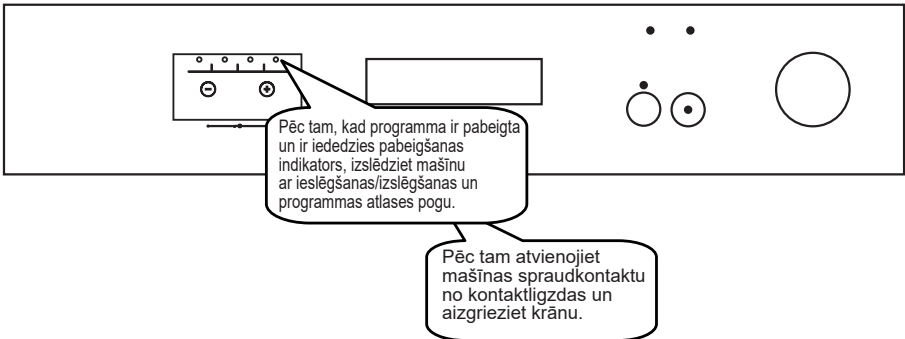 Pēc tam, kad programma ir pabeigta
un ir iededzies pabeigšanas
indikators, izslēdziet mašīnu
ar ieslēgšanas/izslēgšanas un
programmas atlases pogu.
Pēc tam atvienojiet
mašīnas spraudkontaktu
no kontaktligzdas un
aizgrieziet krānu.